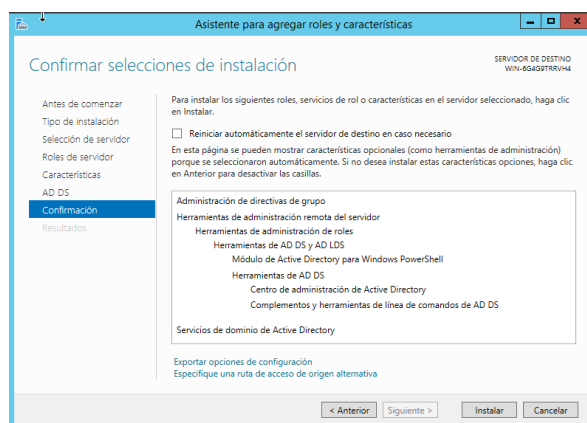 Asistente para agregar roles y características
Confirmar selecciones de instalación
SERVIDOR DE DESTINO
WIN-6G4G9TRRVH4
Antes de comenzar
Tipo de instalación
Selección de servidor
Roles de servidor
Características
AD DS
Confirmación
Resultados
Para instalar los siguientes roles, servicios de rol o características en el servidor seleccionado, haga clic
en Instalar.
Reiniciar automáticamente el servidor de destino en caso necesario
En esta página se pueden mostrar características opcionales (como herramientas de administración)
porque se seleccionaron automáticamente. Si no desea instalar estas características opciones, haga clic
en Anterior para desactivar las casillas.
Administración de directivas de grupo
Herramientas de administración remota del servidor
Herramientas de administración de roles
Herramientas de AD DS y AD LDS
Módulo de Active Directory para Windows PowerShell
Herramientas de AD DS
Centro de administración de Active Directory
Complementos y herramientas de línea de comandos de AD DS
Servicios de dominio de Active Directory
Exportar opciones de configuración
Especifique una ruta de acceso de origen alternativa
< Anterior
Siguiente >
Instalar
Cancelar